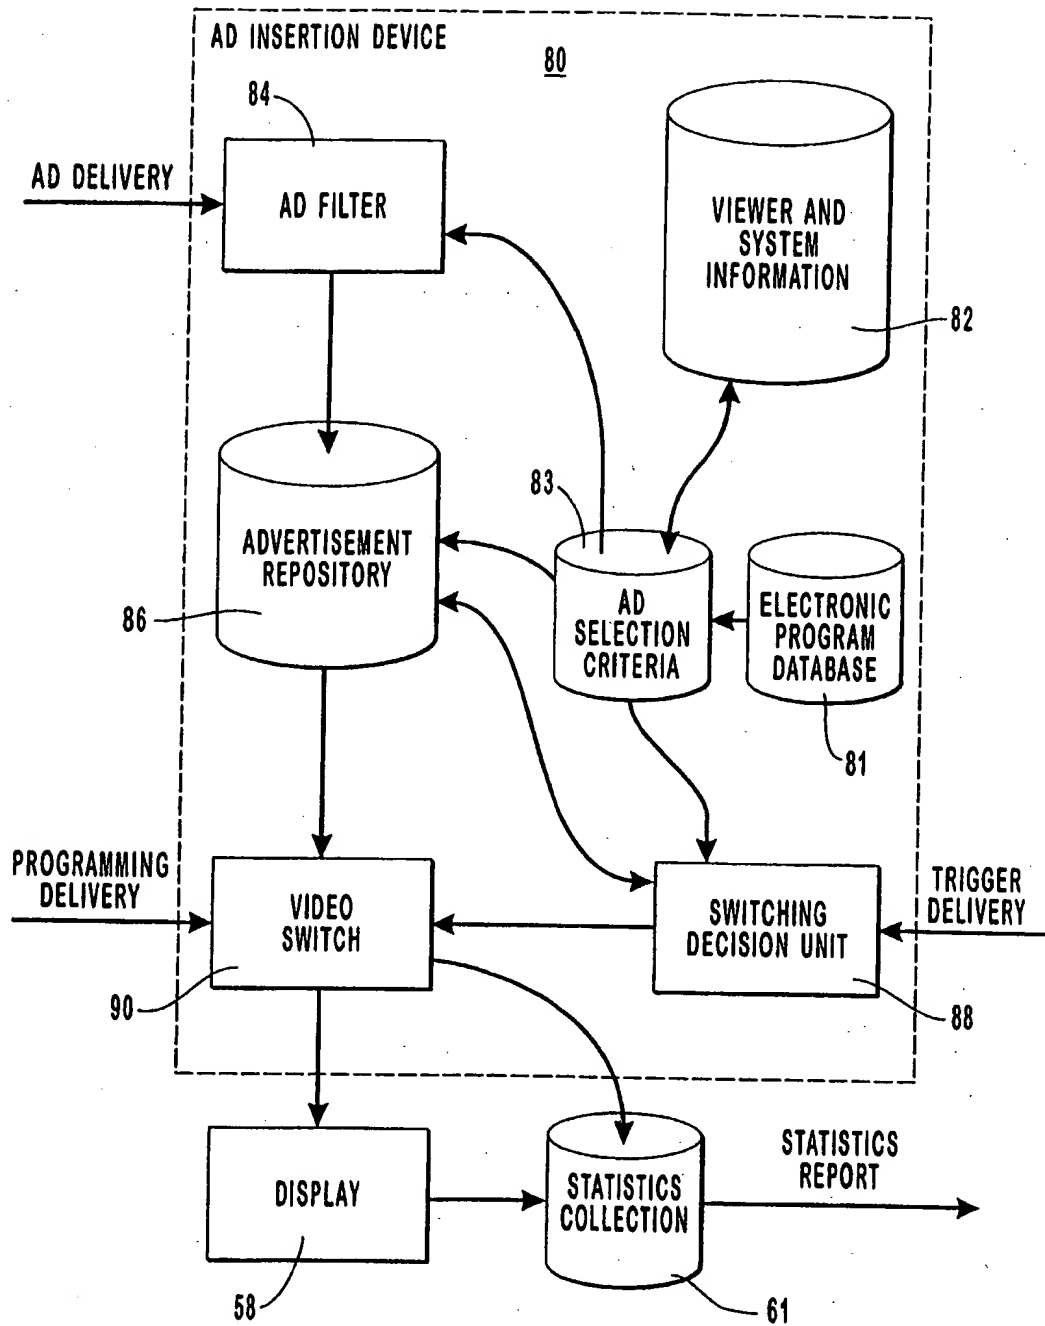 AD INSERTION DEVICE
80
84
AD DELIVERY
AD FILTER
VIEWER AND
SYSTEM
INFORMATION
82
83
ADVERTISEMENT
REPOSITORY
86
AD
SELECTION
CRITERIA
ELECTRONIC
PROGRAM
DATABASE
81
PROGRAMMING
DELIVERY
VIDEO
SWITCH
90
SWITCHING
DECISION UNIT
88
TRIGGER
DELIVERY
DISPLAY
58
STATISTICS
COLLECTION
61
STATISTICS
REPORT